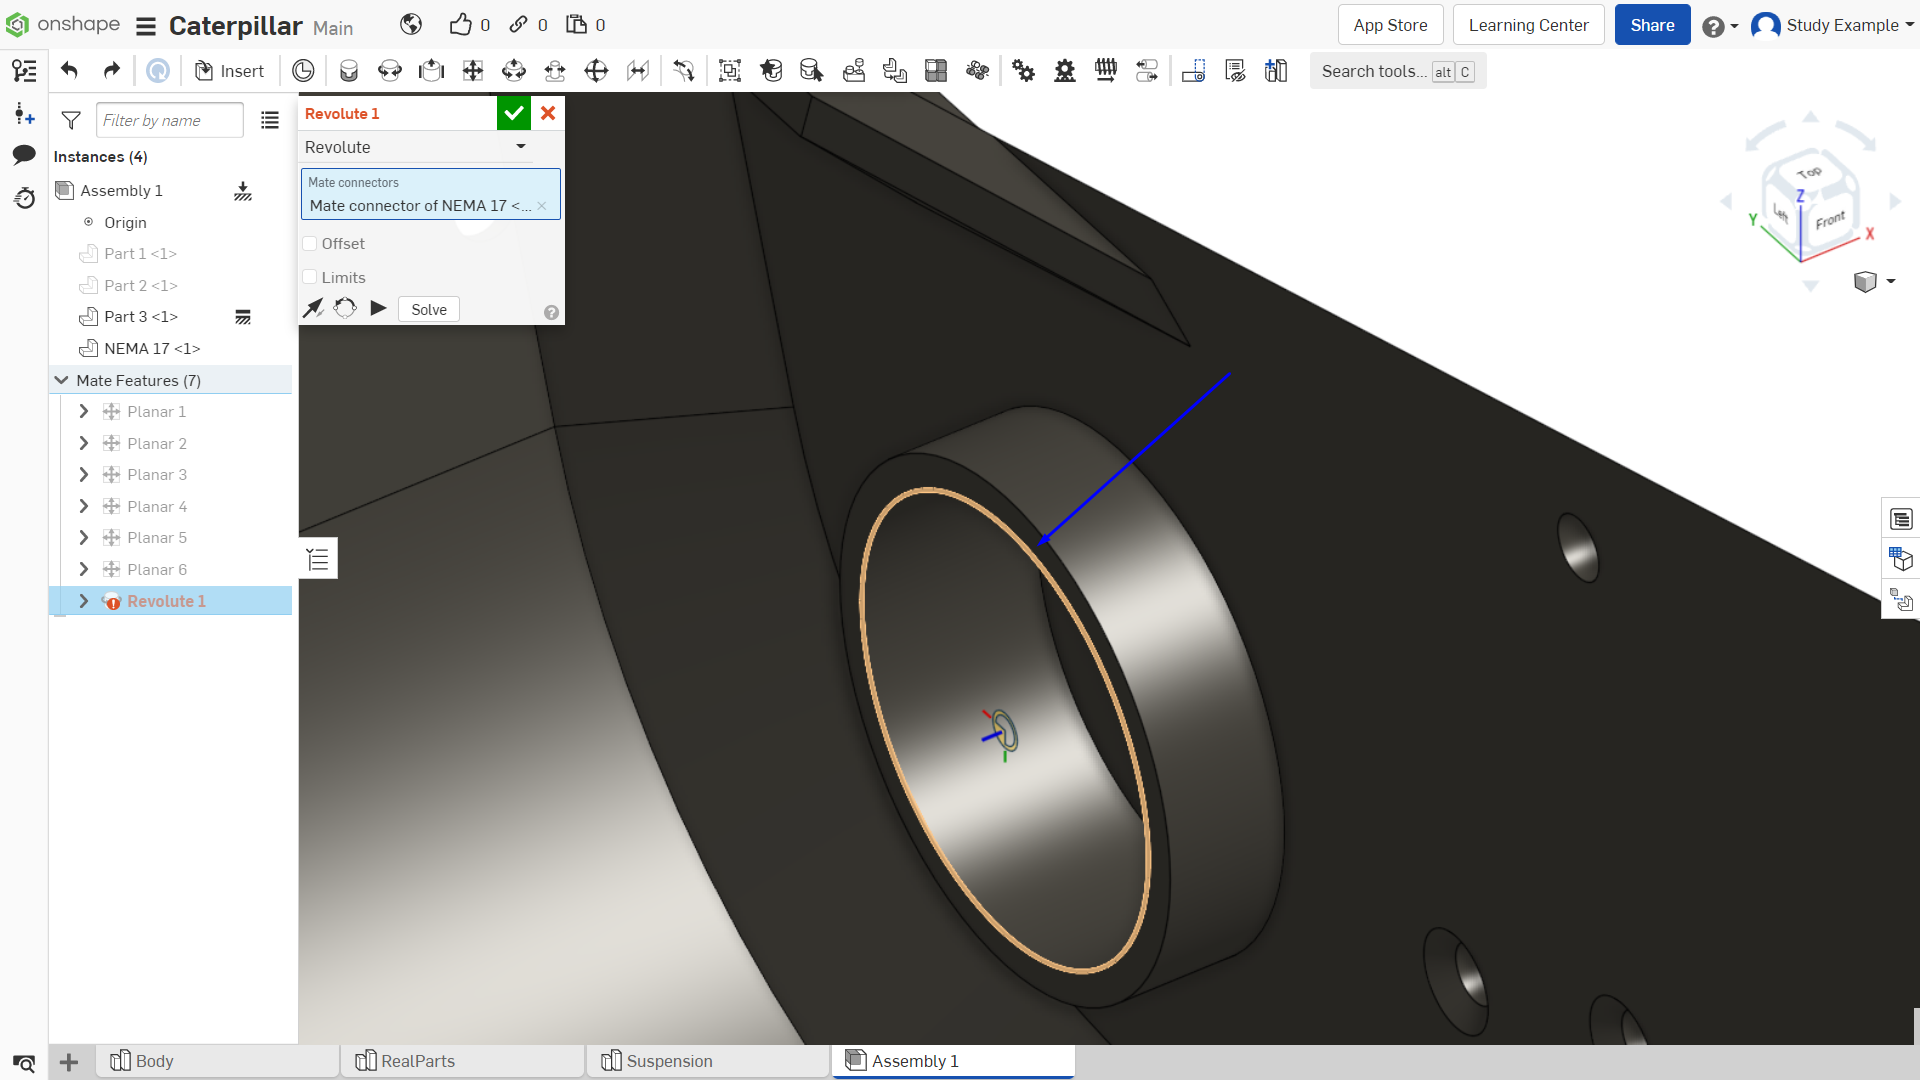 onshape Caterpillar Main 0 0 0 App Store Learning Center Share Study Example
Insert Search tools... alt C
Filter by name
Instances (4)
Assembly 1
Origin
Part 1 <1>
Part 2 <1>
Part 3 <1>
NEMA 17 <1>
Mate Features (7)
Planar 1
Planar 2
Planar 3
Planar 4
Planar 5
Planar 6
Revolute 1
Revolute 1
Revolute
Mate connectors
Mate connector of NEMA 17 <...
Offset
Limits
Solve
Top
Left
Front
Z
Y
X
Body RealParts Suspension Assembly 1